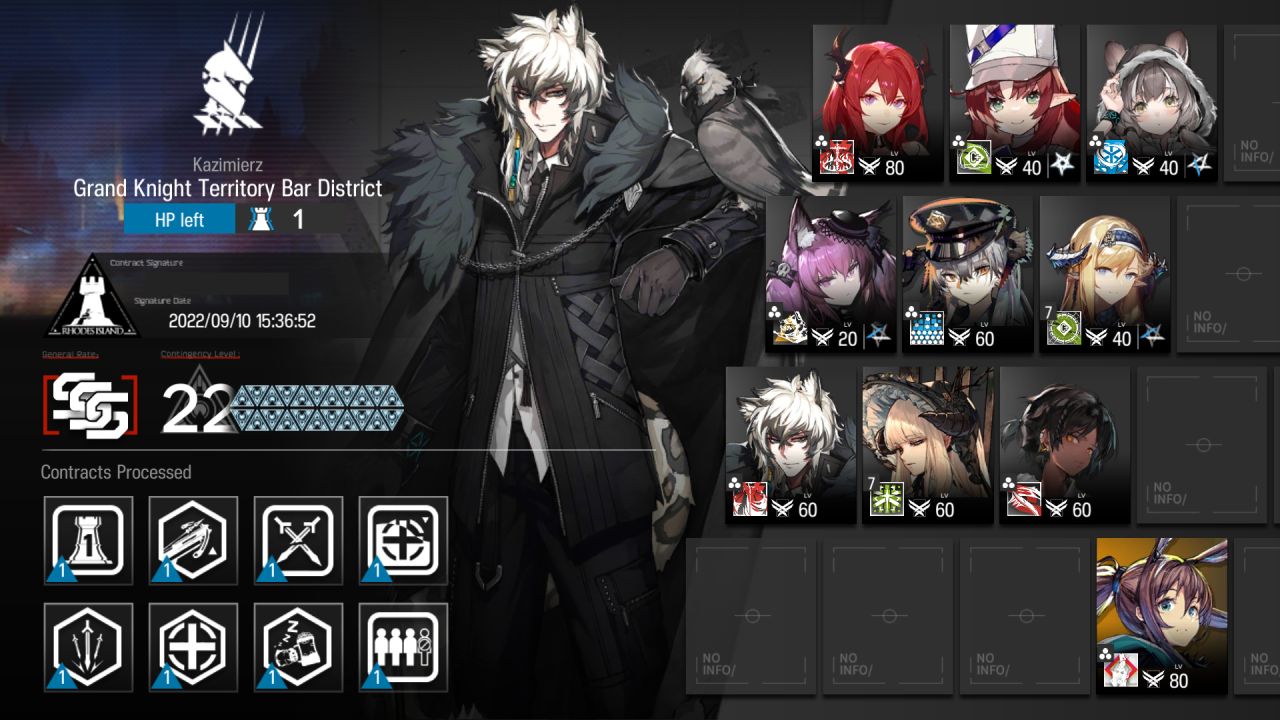 Kazimierz
Grand Knight Territory Bar District
HP left 1
Contract Signature
Signature Date
2022/09/10 15:36:52
RHODES ISLAND
General Rate:
Contingency Level :
SSS
22
Contracts Processed
1
1
1
1
1
1
1
1
1
LV
80
LV
40
LV
40
NO
INFO/
LV
20
LV
60
7
LV
40
NO
INFO/
LV
60
7
LV
60
LV
60
NO
INFO/
NO
INFO/
NO
INFO/
NO
INFO/
LV
80
NO
INFO/